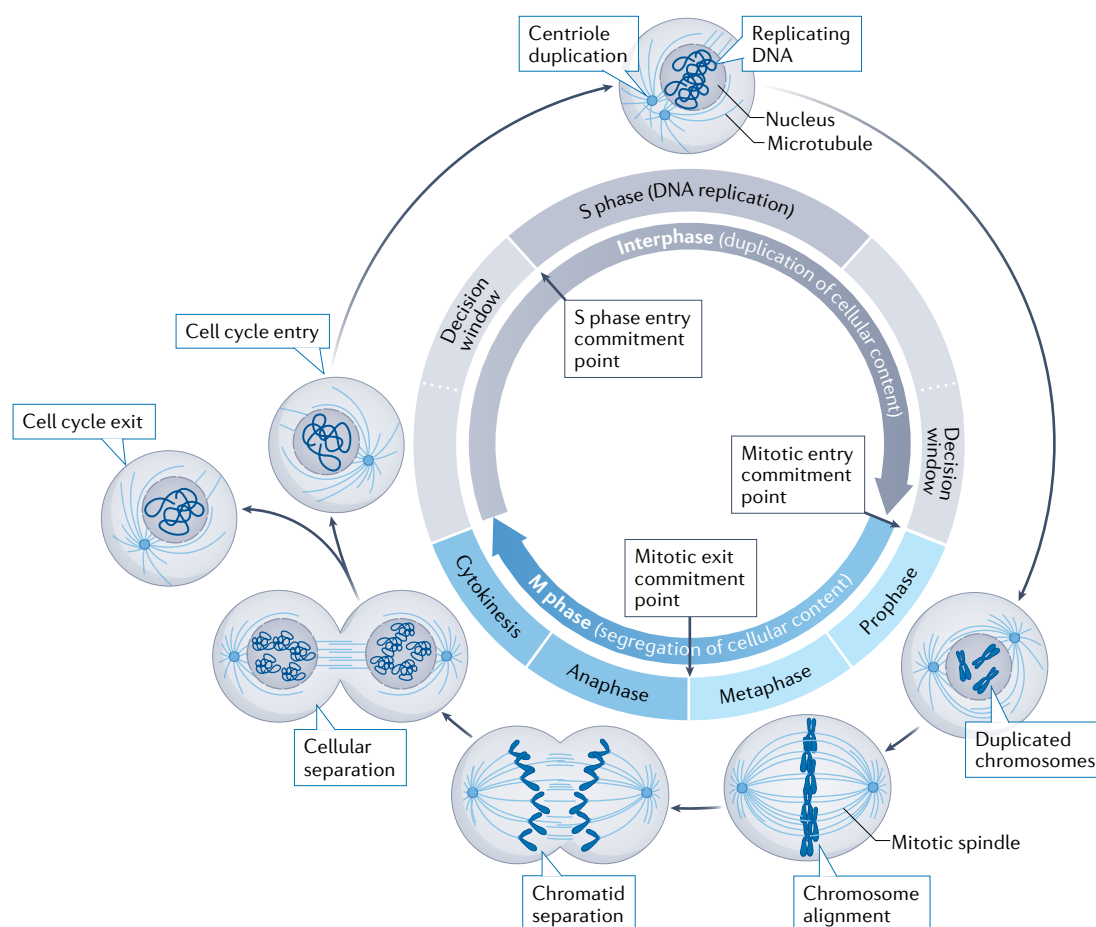 Centriole
duplication
Replicating
DNA
Nucleus
Microtubule
S phase (DNA replication)
Interphase (duplication of cellular content)
Decision
window
S phase entry
commitment
point
Cell cycle entry
Cell cycle exit
Decision
window
Mitotic entry
commitment
point
Mitotic exit
commitment
point
M phase (segregation of cellular content)
Cytokinesis
Anaphase
Metaphase
Prophase
Cellular
separation
Duplicated
chromosomes
Mitotic spindle
Chromatid
separation
Chromosome
alignment